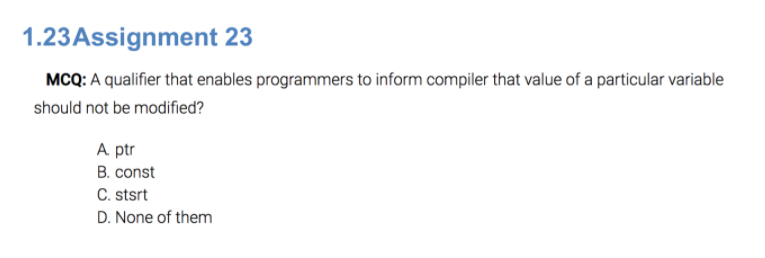 1.23Assignment 23
MCQ: A qualifier that enables programmers to inform compiler that value of a particular variable
should not be modified?
A. ptr
B. const
C. stsrt
D. None of them